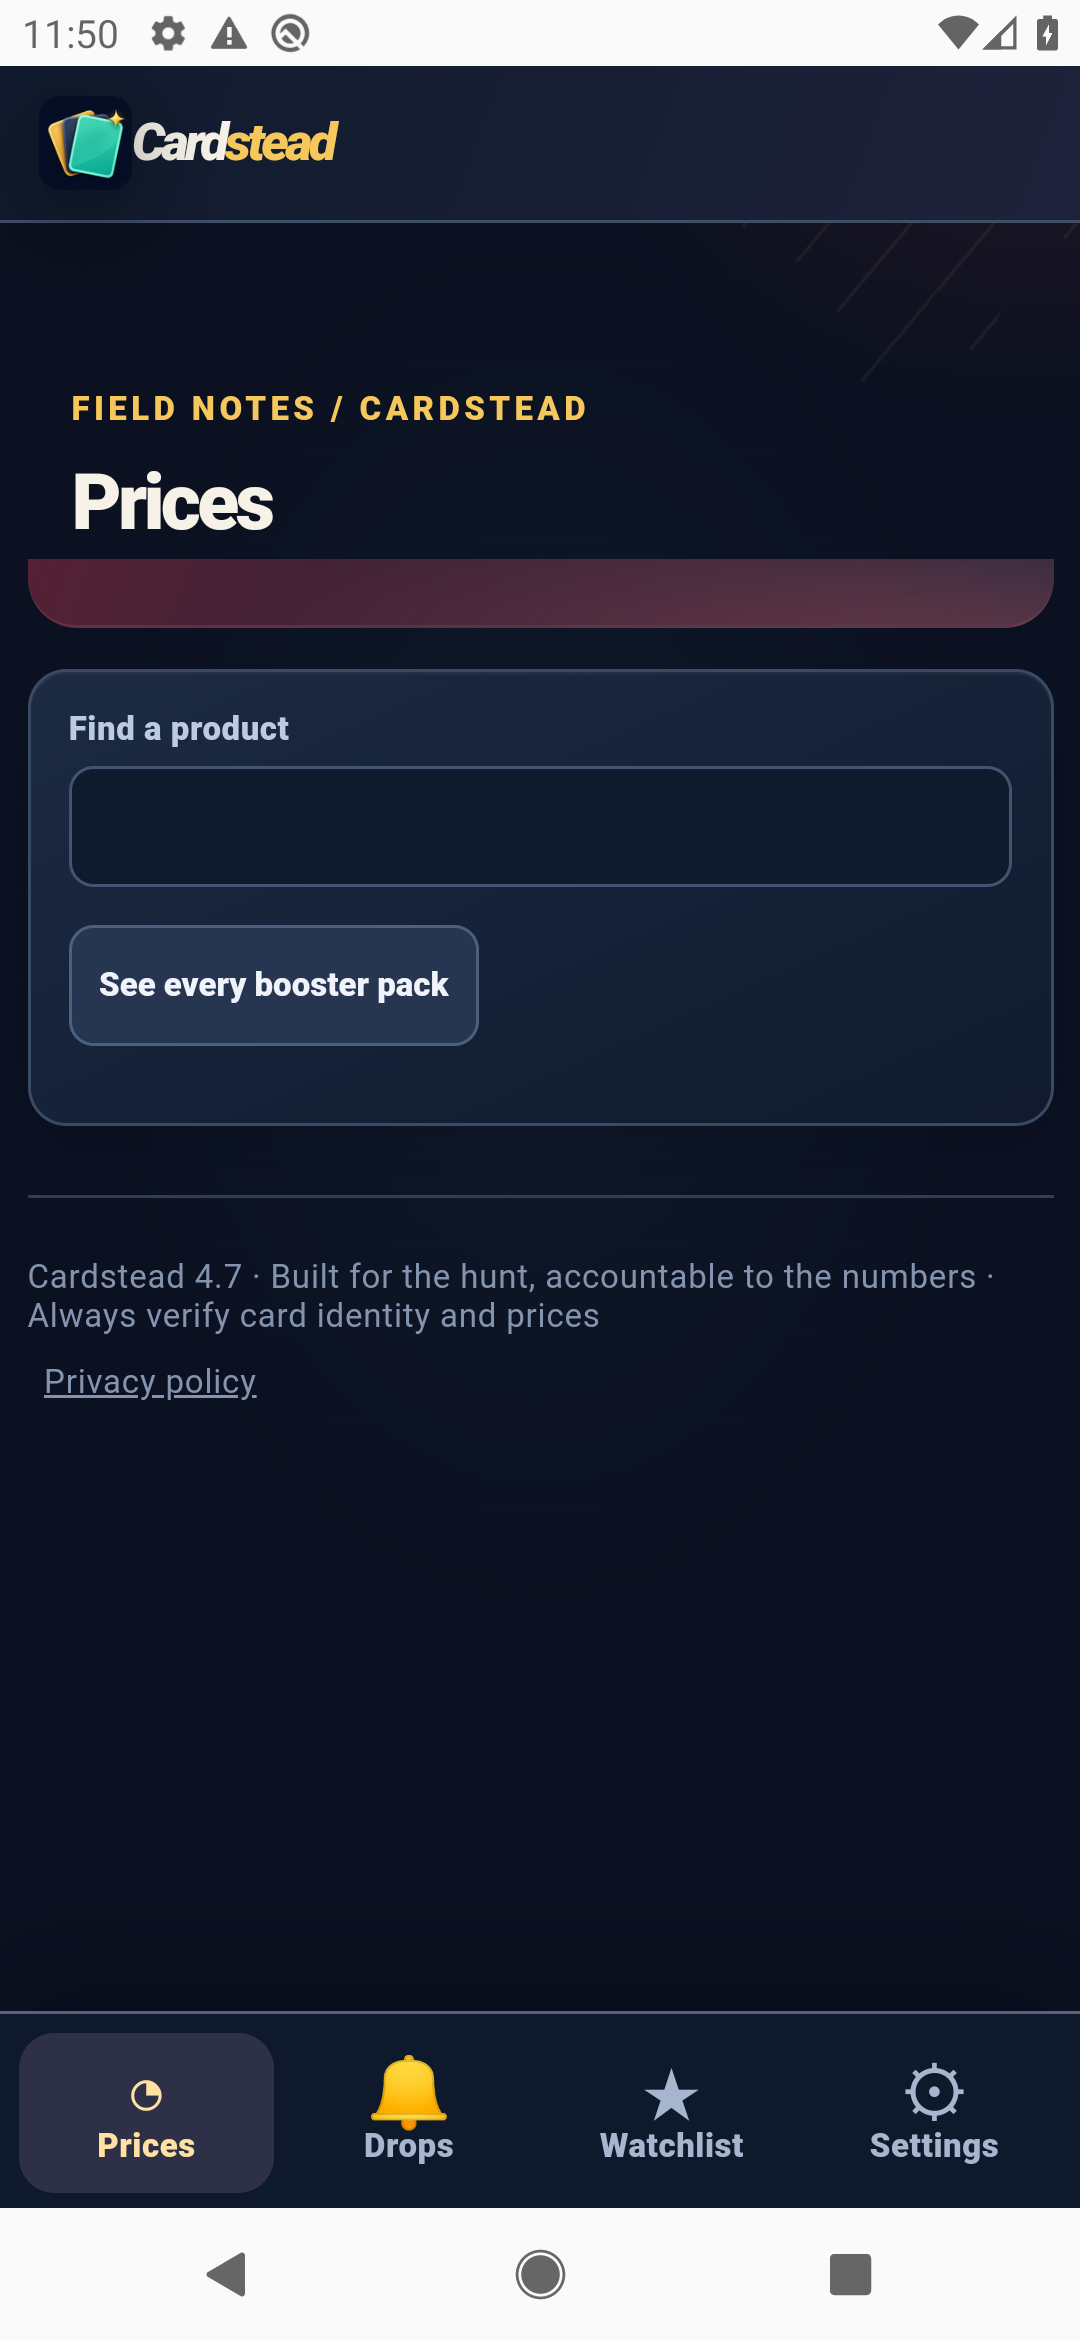 11:50
Cardstead
FIELD NOTES / CARDSTEAD
Prices
Find a product
See every booster pack
Cardstead 4.7 · Built for the hunt, accountable to the numbers ·
Always verify card identity and prices
Privacy policy
Prices
Drops
Watchlist
Settings